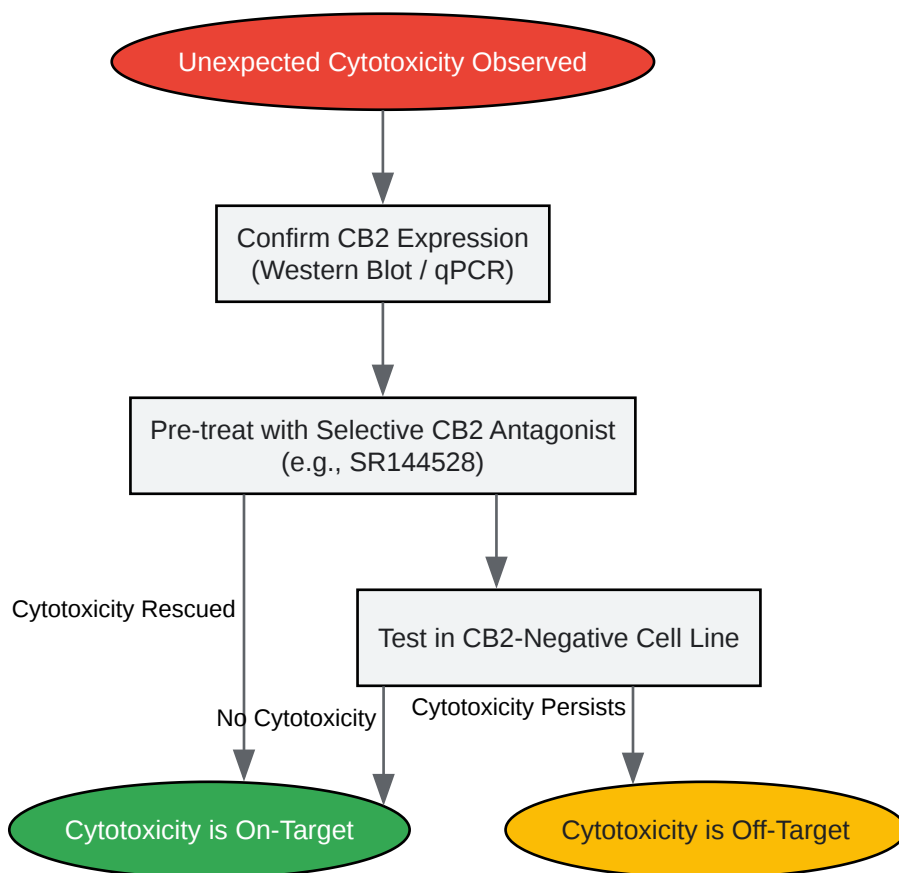 Unexpected Cytotoxicity Observed
Confirm CB2 Expression
(Western Blot / qPCR)
Pre-treat with Selective CB2 Antagonist
(e.g., SR144528)
Cytotoxicity Rescued
Test in CB2-Negative Cell Line
No Cytotoxicity
Cytotoxicity Persists
Cytotoxicity is On-Target
Cytotoxicity is Off-Target